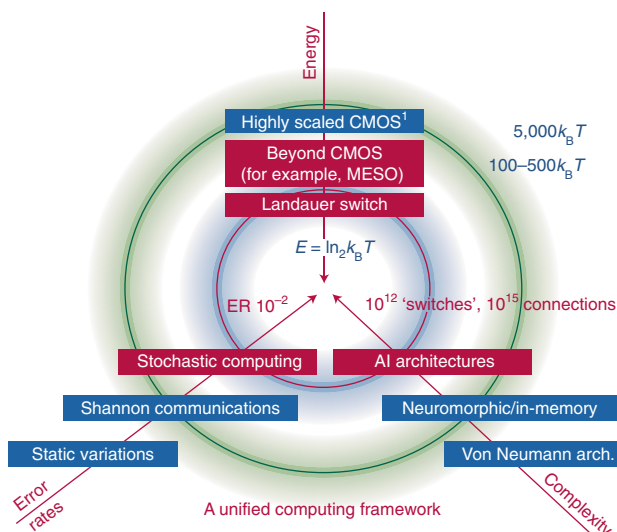 Energy
Highly scaled CMOS¹
5,000k_BT
Beyond CMOS
(for example, MESO)
100–500k_BT
Landauer switch
E = ln₂k_BT
ER 10⁻²
10¹² ‘switches’, 10¹⁵ connections
Stochastic computing
AI architectures
Shannon communications
Neuromorphic/in-memory
Static variations
Von Neumann arch.
Error
rates
Complexity
A unified computing framework